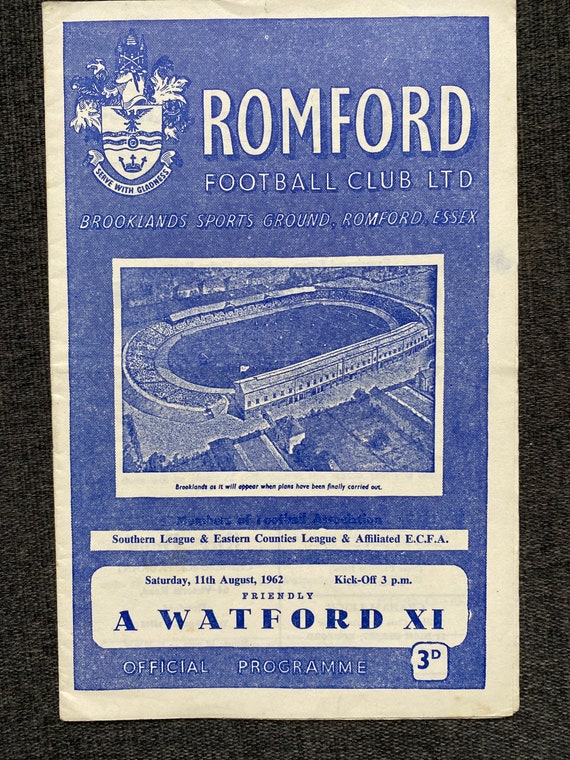 SERVE WITH GLADNESS
ROMFORD
FOOTBALL CLUB LTD
BROOKLANDS SPORTS GROUND, ROMFORD, ESSEX
Brooklands as it will appear when plans have been finally carried out.
Members of Football Association
Southern League & Eastern Counties League & Affiliated E.C.F.A.
Saturday, 11th August, 1962 Kick-Off 3 p.m.
FRIENDLY
A WATFORD XI
OFFICIAL PROGRAMME
3D